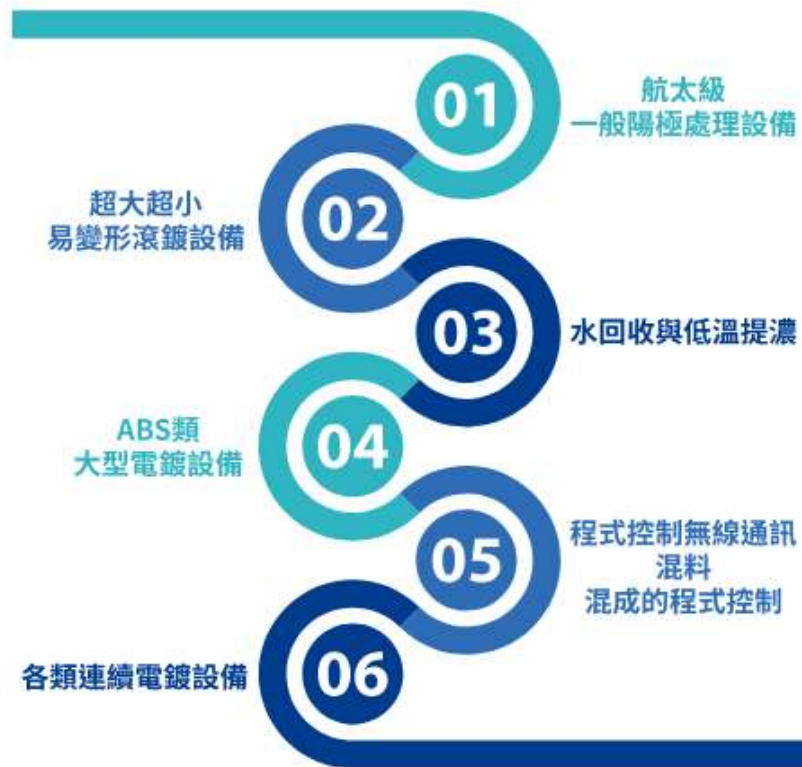 01
航太級
一般陽極處理設備
超大超小
易變形滾鍍設備
02
03
水回收與低溫提濃
ABS類
大型電鍍設備
04
05
程式控制無線通訊
混料
混成的程式控制
各類連續電鍍設備
06